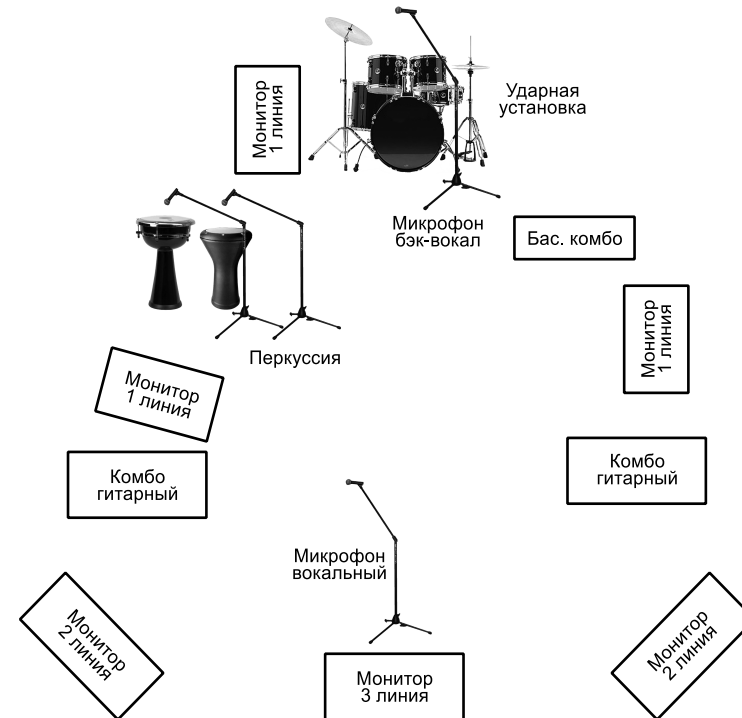 Монитор
1 линия
Ударная
установка
Микрофон
бэк-вокал
Бас. комбо
Монитор
1 линия
Перкуссия
Монитор
1 линия
Комбо
гитарный
Комбо
гитарный
Микрофон
вокальный
Монитор
2 линия
Монитор
3 линия
Монитор
2 линия